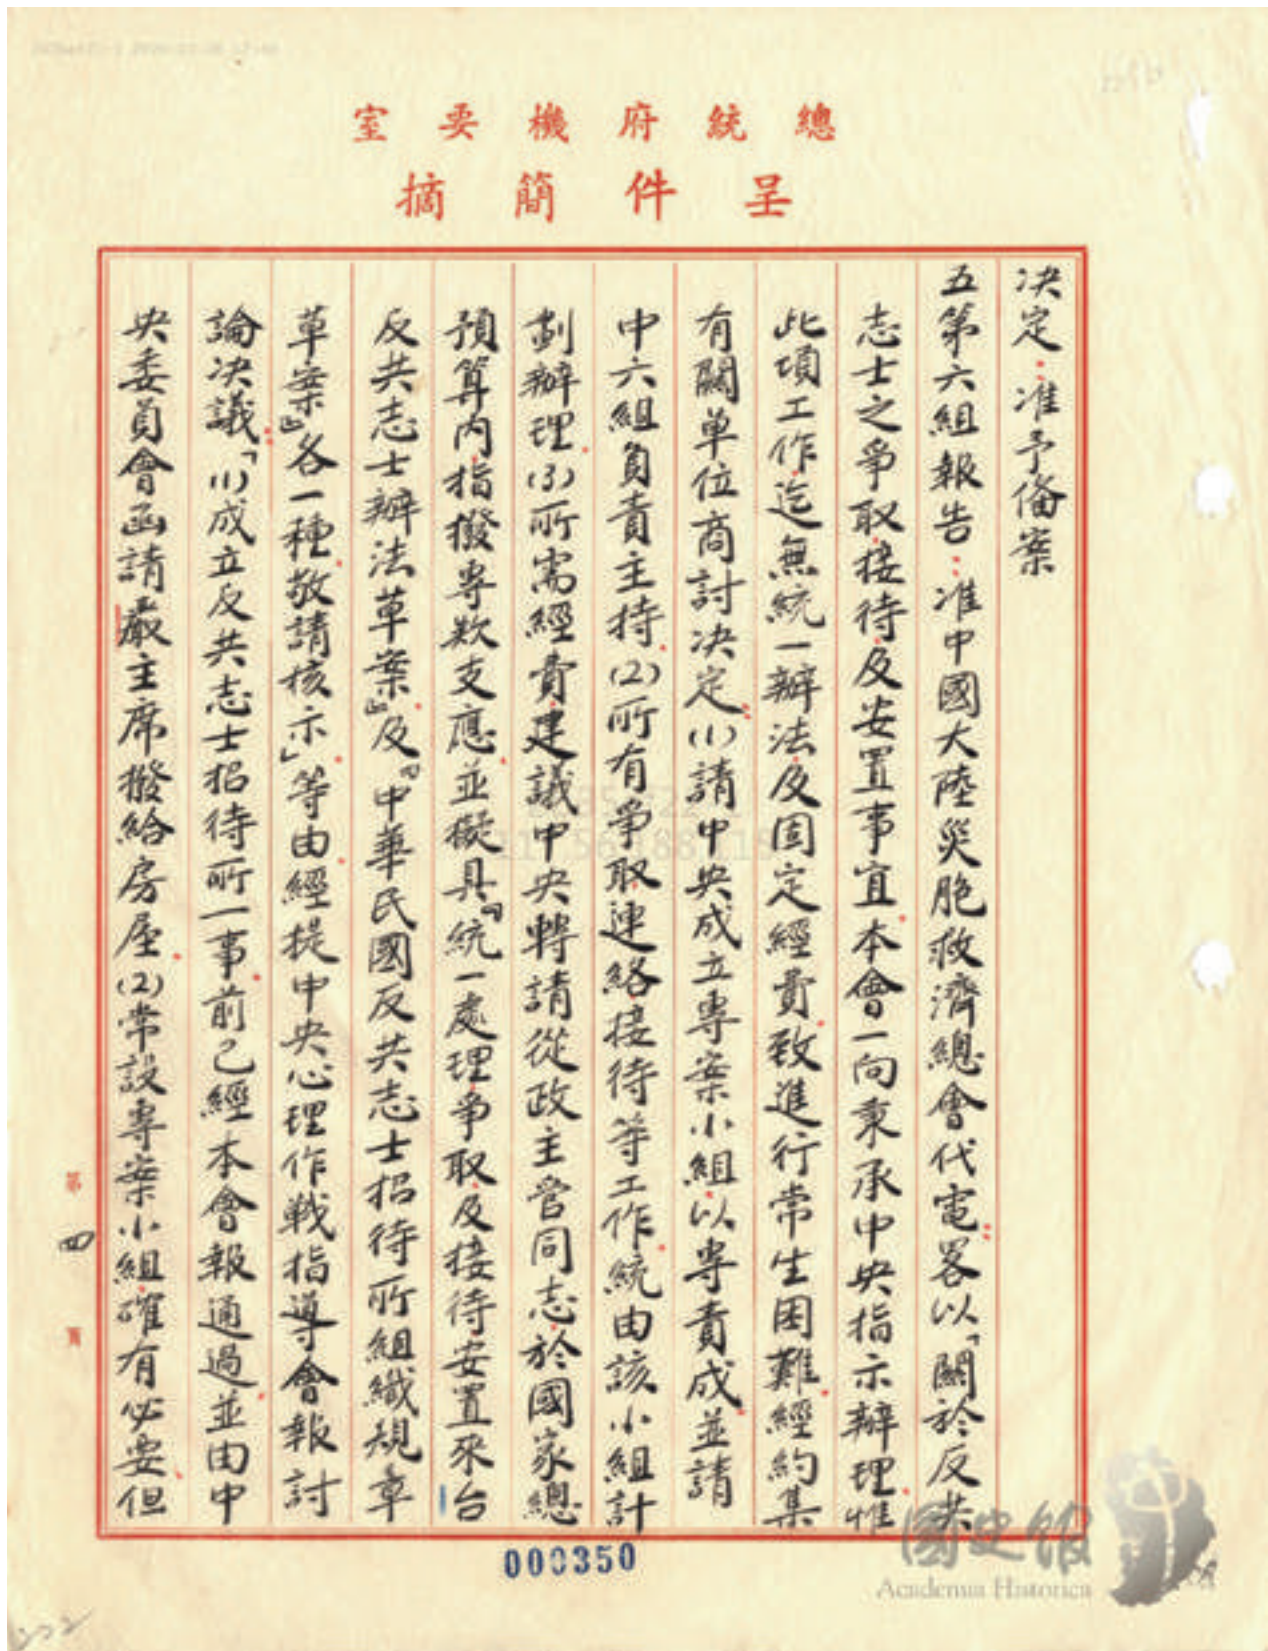 總統府機要室
呈件簡摘
决定：准予偹案
五第六組報告：准中國大陸災胞救濟總會代電畧以「關於反共
志士之爭取接待及安置事宜本會一向秉承中央指示辦理惟
此項工作迄無統一辦法及固定經費致進行常生困難經約集
有關单位商討决定：(1)請中央成立專案小組以專責成並請
中六組負責主持(2)所有爭取連絡接待等工作統由該小組計
劃辦理(3)所需經費建議中央轉請從政主管同志於國家總
預算內指撥專欵支應並擬具『統一處理爭取及接待安置來台
反共志士辦法草案』及『中華民國反共志士招待所組織規章
草案』各一種敬請核示」等由經提中央心理作戰指導會報討
論决議：「(1)成立反共志士招待所一事前已經本會報通過並由中
央委員會函請嚴主席撥給房屋(2)常設專案小組確有必要但
第四頁
000350
國史館
Academia Historica